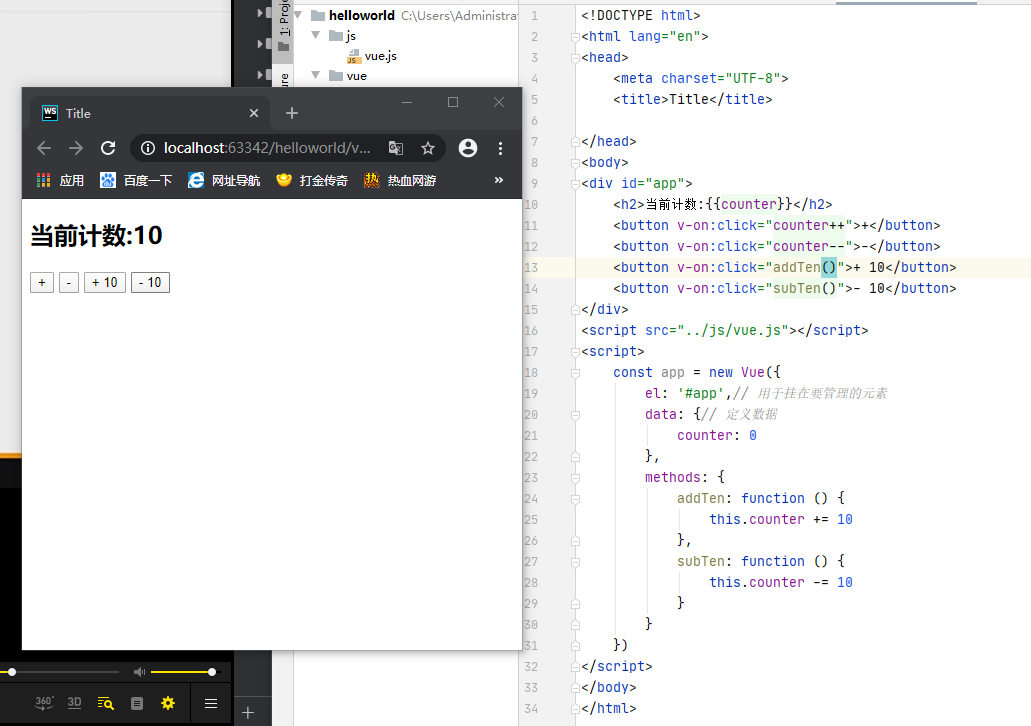 1: Proje
helloworld C:\Users\Administra
js
vue.js
vue
ure
WS Title
localhost:63342/helloworld/v...
应用 百度一下 网址导航 打金传奇 热血网游 »
当前计数:10
+ - + 10 - 10
360° 3D
1 <!DOCTYPE html>
2 <html lang="en">
3 <head>
4 <meta charset="UTF-8">
5 <title>Title</title>
6
7 </head>
8 <body>
9 <div id="app">
10 <h2>当前计数:{{counter}}</h2>
11 <button v-on:click="counter++">+</button>
12 <button v-on:click="counter--">-</button>
13 <button v-on:click="addTen()">+ 10</button>
14 <button v-on:click="subTen()">- 10</button>
15 </div>
16 <script src="../js/vue.js"></script>
17 <script>
18 const app = new Vue({
19 el: '#app',// 用于挂在要管理的元素
20 data: {// 定义数据
21 counter: 0
22 },
23 methods: {
24 addTen: function () {
25 this.counter += 10
26 },
27 subTen: function () {
28 this.counter -= 10
29 }
30 }
31 })
32 </script>
33 </body>
34 </html>